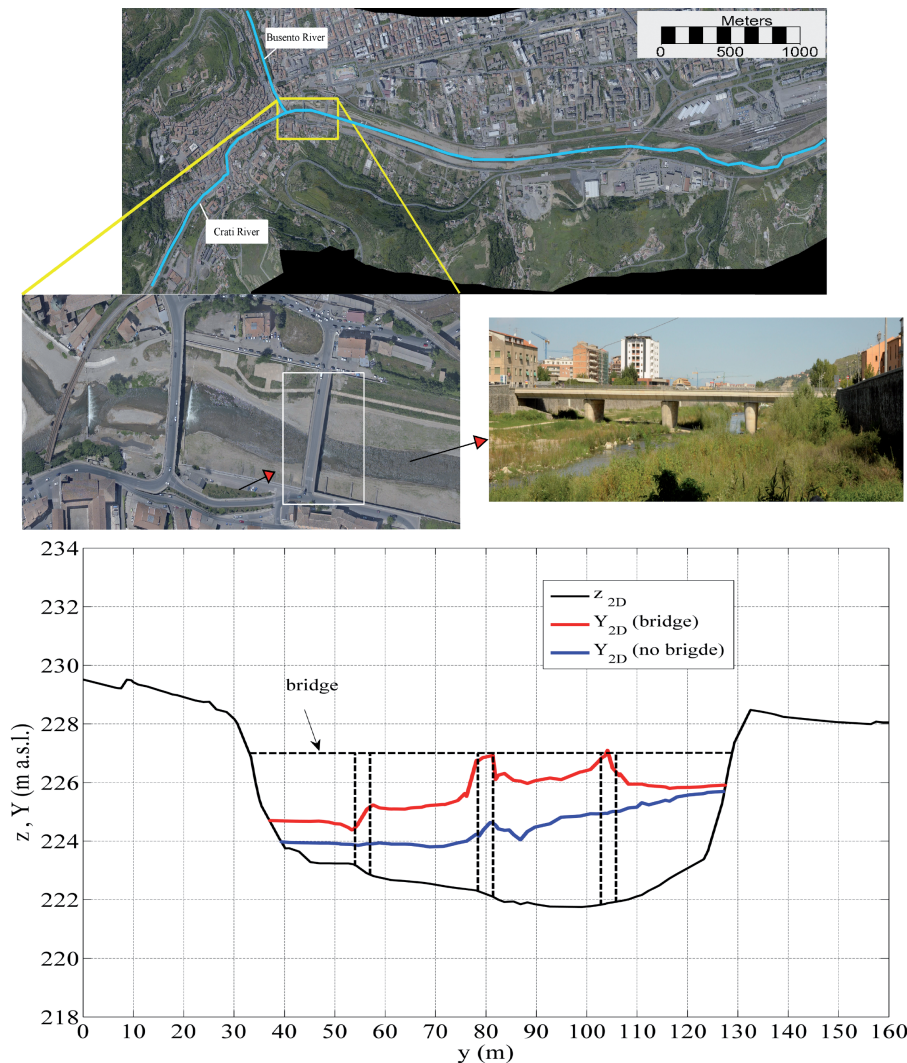 Busento River
Meters
0 500 1000
Crati River
234
232
230
228
226
224
222
220
218
z , Y (m a.s.l.)
z 2D
Y 2D (bridge)
Y 2D (no brigde)
bridge
0 10 20 30 40 50 60 70 80 90 100 110 120 130 140 150 160
y (m)